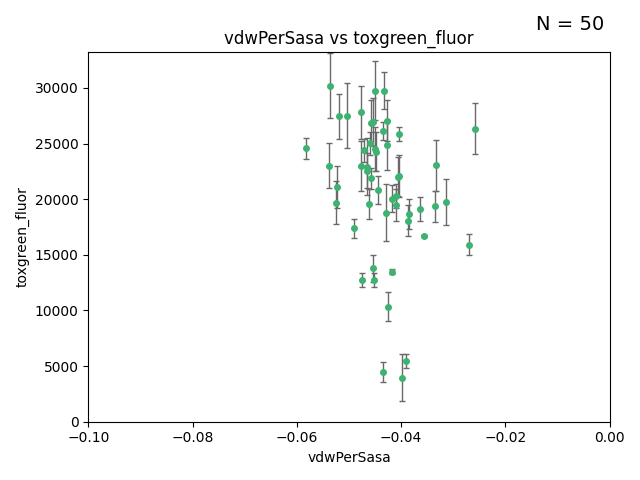 N = 50
vdwPerSasa vs toxgreen_fluor
toxgreen_fluor
30000
25000
20000
15000
10000
5000
0
−0.10 −0.08 −0.06 −0.04 −0.02 0.00
vdwPerSasa